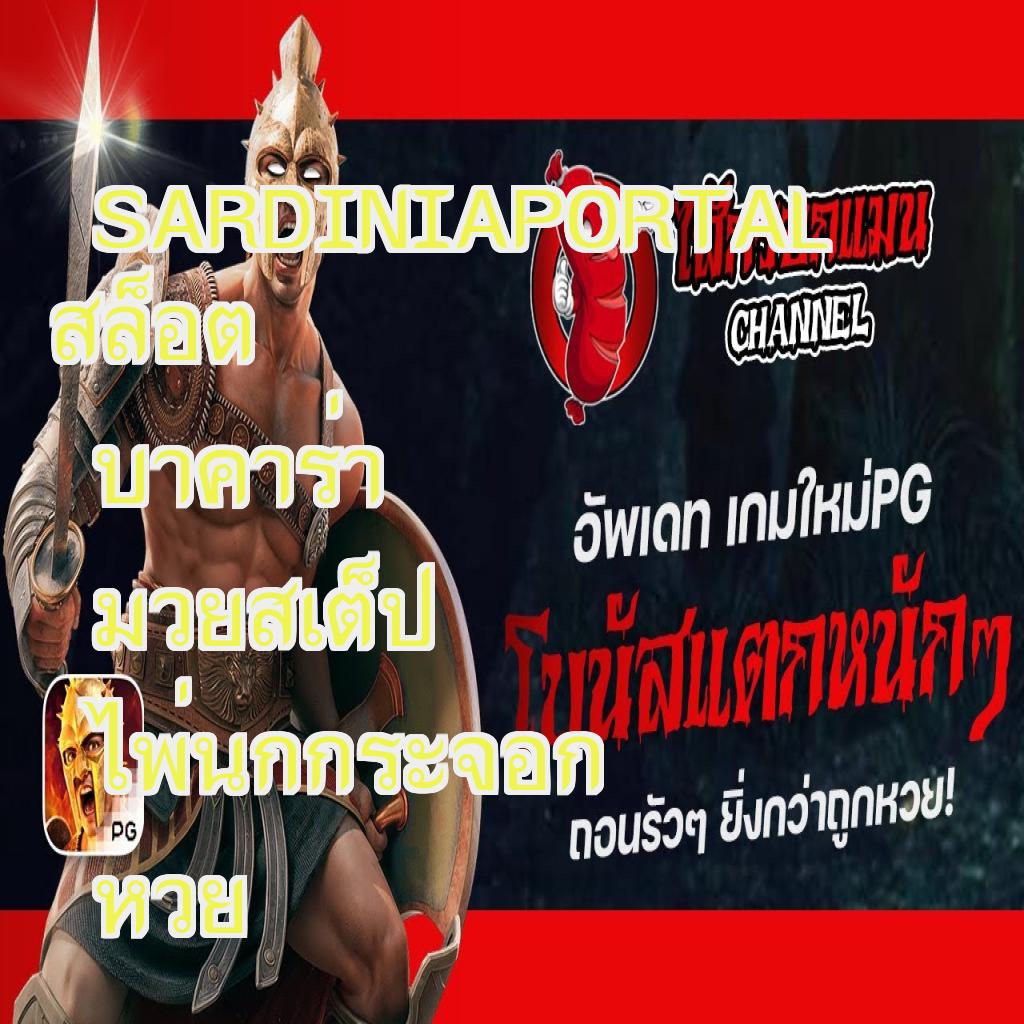 SARDINIAPORTAL
สล็อต
บาคาร่า
มวยสเต็ป
ไพ่นกกระจอก
หวย
CHANNEL
อัพเดท เกมใหม่PG
โบนัสแตกหนักๆ
ถอนรัวๆ ยิ่งกว่าถูกหวย!
PG